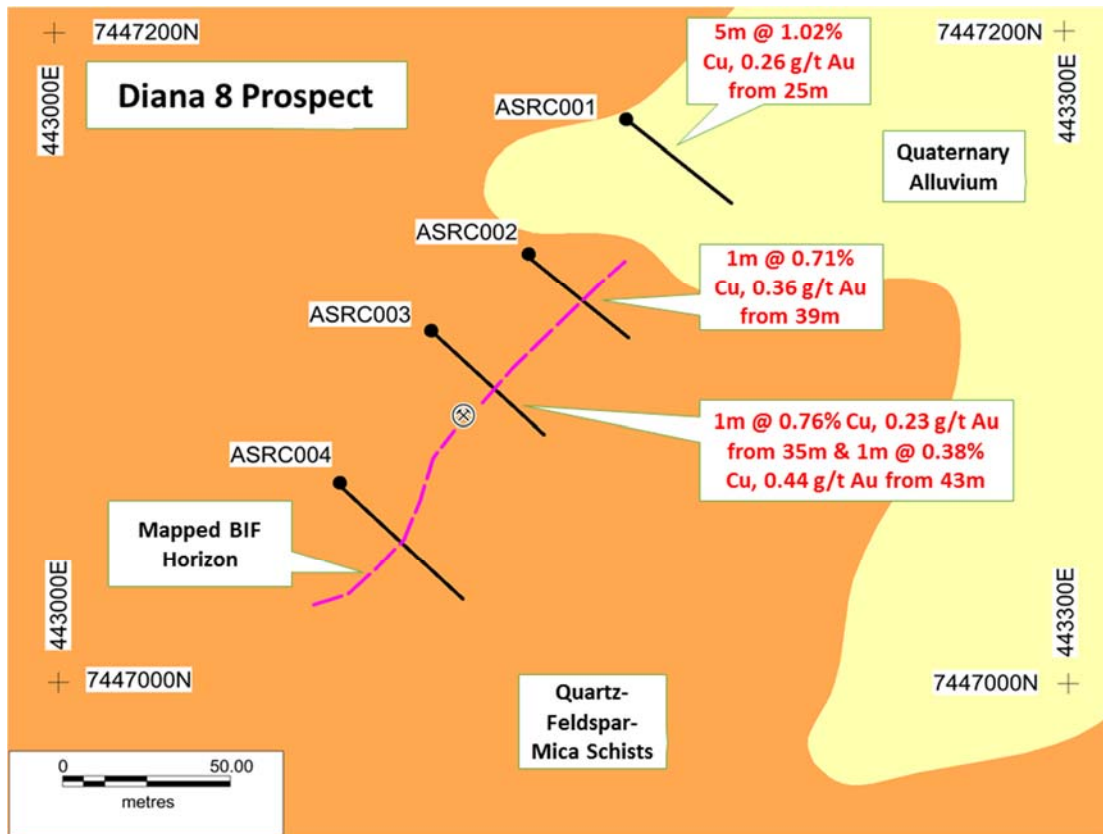 7447200N
7447200N
443000E
443300E
Diana 8 Prospect
5m @ 1.02%
Cu, 0.26 g/t Au
from 25m
ASRC001
Quaternary
Alluvium
ASRC002
1m @ 0.71%
Cu, 0.36 g/t Au
from 39m
ASRC003
1m @ 0.76% Cu, 0.23 g/t Au
from 35m & 1m @ 0.38%
Cu, 0.44 g/t Au from 43m
ASRC004
Mapped BIF
Horizon
443000E
443300E
7447000N
7447000N
Quartz-
Feldspar-
Mica Schists
0 50.00
metres